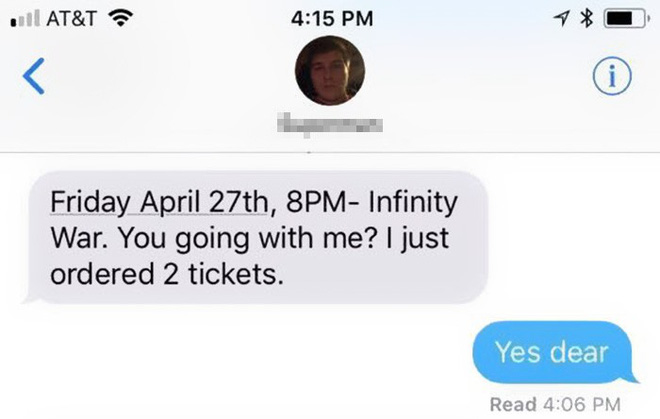 AT&T 4:15 PM
Friday April 27th, 8PM- Infinity
War. You going with me? I just
ordered 2 tickets.
Yes dear
Read 4:06 PM